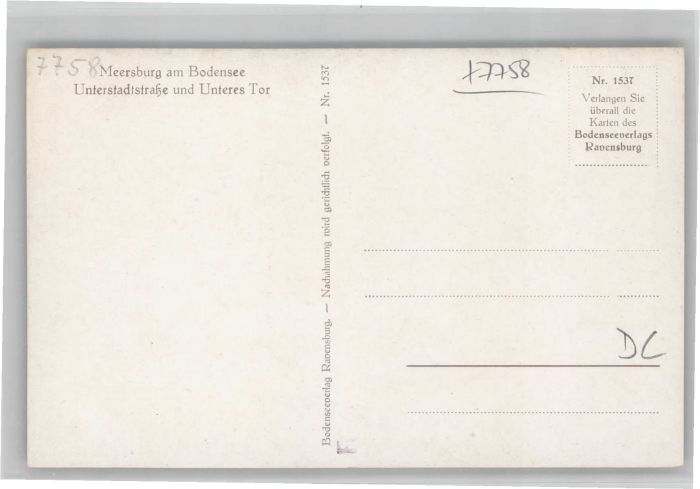 7758
Meersburg am Bodensee
Unterstadtstraße und Unteres Tor
Bodenseeverlag Ravensburg. — Nachahmung wird gerichtlich verfolgt. — Nr. 1537
+7758
Nr. 1537
Verlangen Sie
überall die
Karten des
Bodenseeverlags
Ravensburg
DC